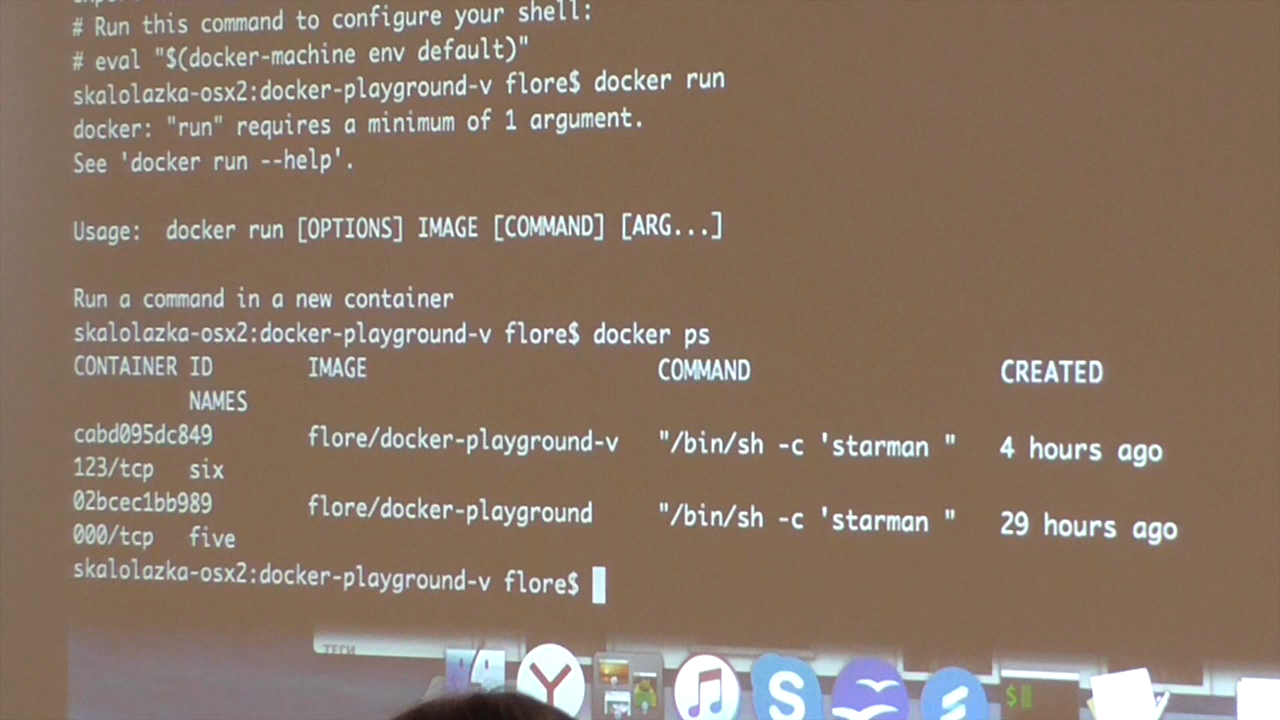 # Run this command to configure your shell:
# eval "$(docker-machine env default)"
skalolazka-osx2:docker-playground-v flore$ docker run
docker: "run" requires a minimum of 1 argument.
See 'docker run --help'.
Usage:  docker run [OPTIONS] IMAGE [COMMAND] [ARG...]
Run a command in a new container
skalolazka-osx2:docker-playground-v flore$ docker ps
CONTAINER ID        IMAGE        COMMAND        CREATED
NAMES
cabd095dc849        flore/docker-playground-v        "/bin/sh -c 'starman "        4 hours ago
123/tcp   six
02bcec1bb989        flore/docker-playground        "/bin/sh -c 'starman "        29 hours ago
000/tcp   five
skalolazka-osx2:docker-playground-v flore$